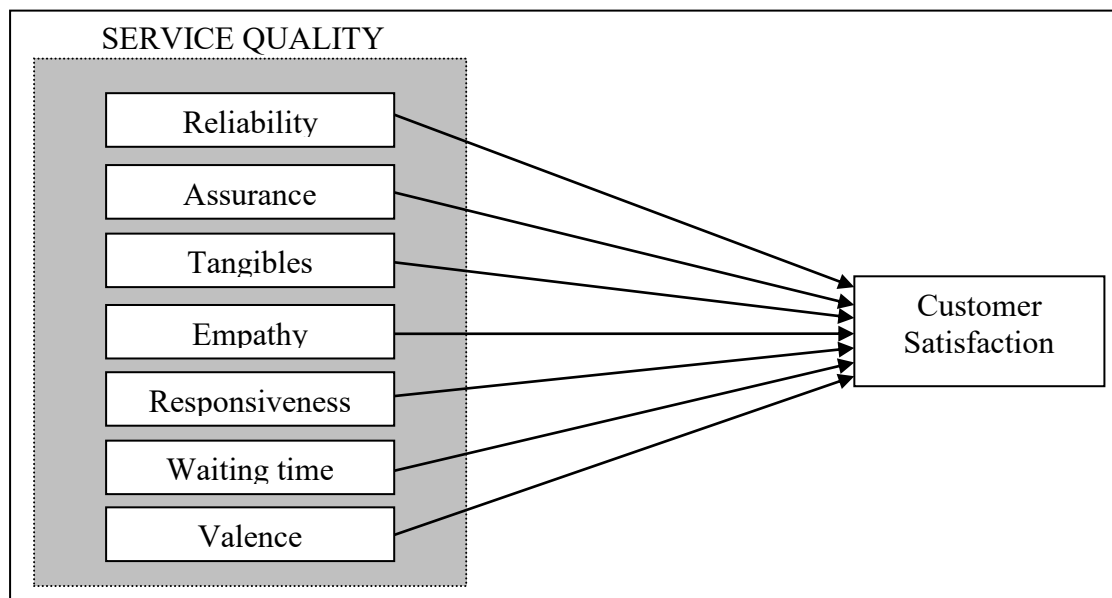 SERVICE QUALITY
Reliability
Assurance
Tangibles
Empathy
Responsiveness
Waiting time
Valence
Customer
Satisfaction